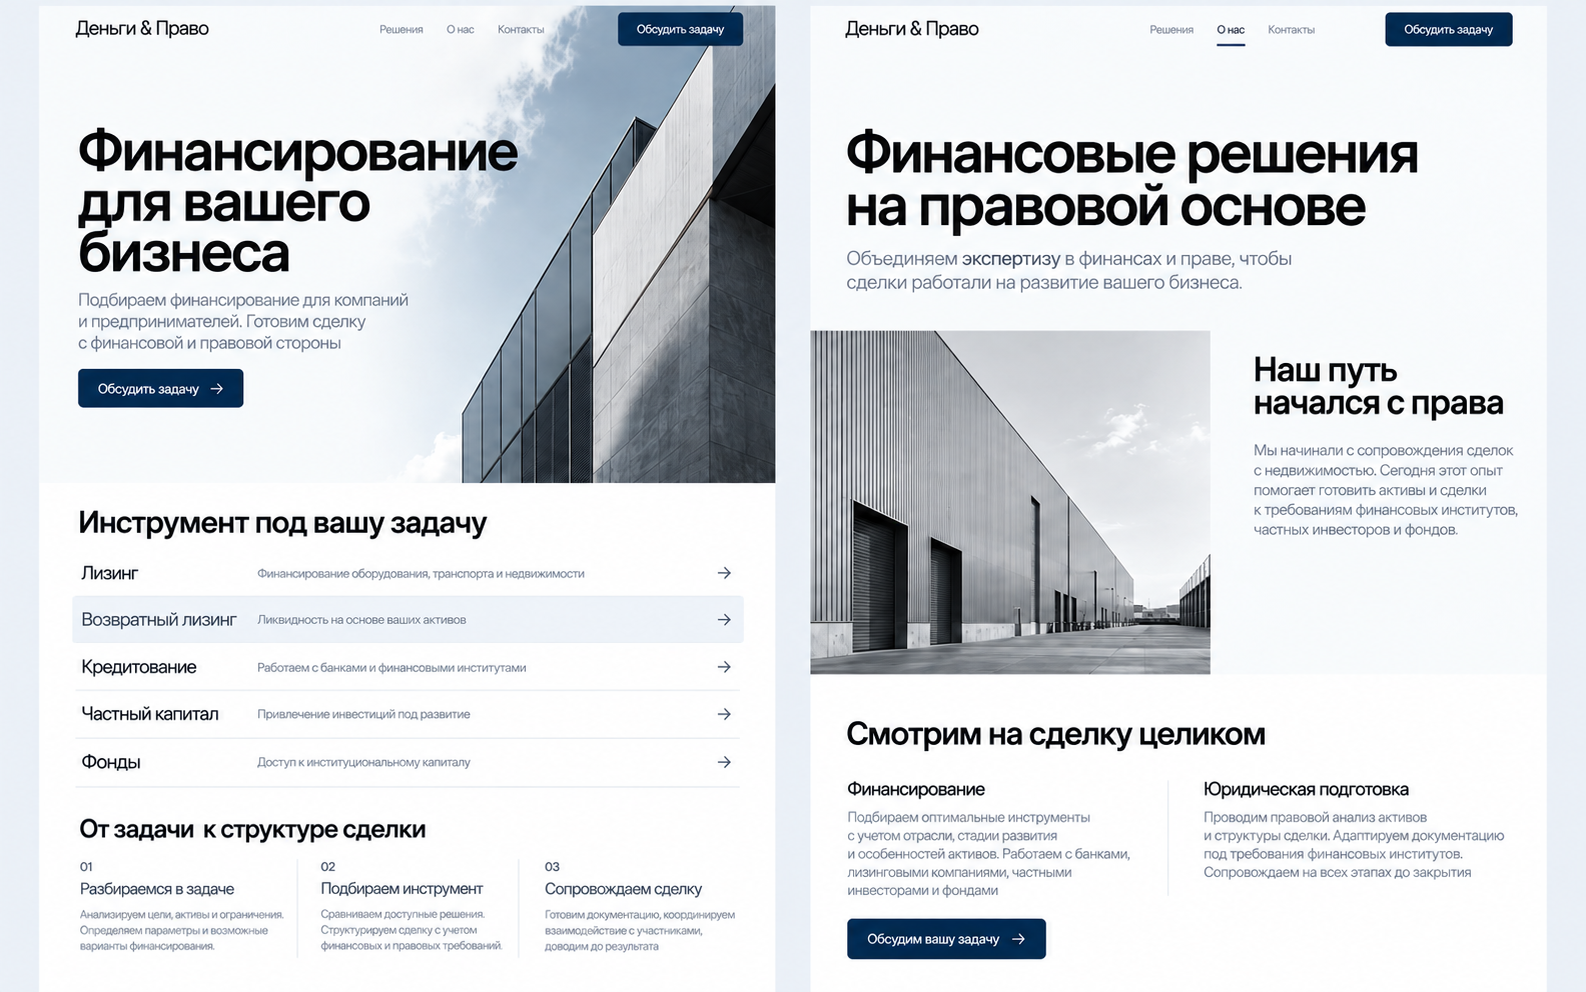 Деньги & Право
Решения О нас Контакты
Обсудить задачу
Финансирование
для вашего
бизнеса
Подбираем финансирование для компаний
и предпринимателей. Готовим сделку
с финансовой и правовой стороны
Обсудить задачу →
Инструмент под вашу задачу
Лизинг Финансирование оборудования, транспорта и недвижимости →
Возвратный лизинг Ликвидность на основе ваших активов →
Кредитование Работаем с банками и финансовыми институтами →
Частный капитал Привлечение инвестиций под развитие →
Фонды Доступ к институциональному капиталу →
От задачи к структуре сделки
01
Разбираемся в задаче
Анализируем цели, активы и ограничения.
Определяем параметры и возможные
варианты финансирования.
02
Подбираем инструмент
Сравниваем доступные решения.
Структурируем сделку с учетом
финансовых и правовых требований.
03
Сопровождаем сделку
Готовим документацию, координируем
взаимодействие с участниками,
доводим до результата
Деньги & Право
Решения О нас Контакты
Обсудить задачу
Финансовые решения
на правовой основе
Объединяем экспертизу в финансах и праве, чтобы
сделки работали на развитие вашего бизнеса.
Наш путь
начался с права
Мы начинали с сопровождения сделок
с недвижимостью. Сегодня этот опыт
помогает готовить активы и сделки
к требованиям финансовых институтов,
частных инвесторов и фондов.
Смотрим на сделку целиком
Финансирование
Подбираем оптимальные инструменты
с учетом отрасли, стадии развития
и особенностей активов. Работаем с банками,
лизинговыми компаниями, частными
инвесторами и фондами
Юридическая подготовка
Проводим правовой анализ активов
и структуры сделки. Адаптируем документацию
под требования финансовых институтов.
Сопровождаем на всех этапах до закрытия
Обсудим вашу задачу →